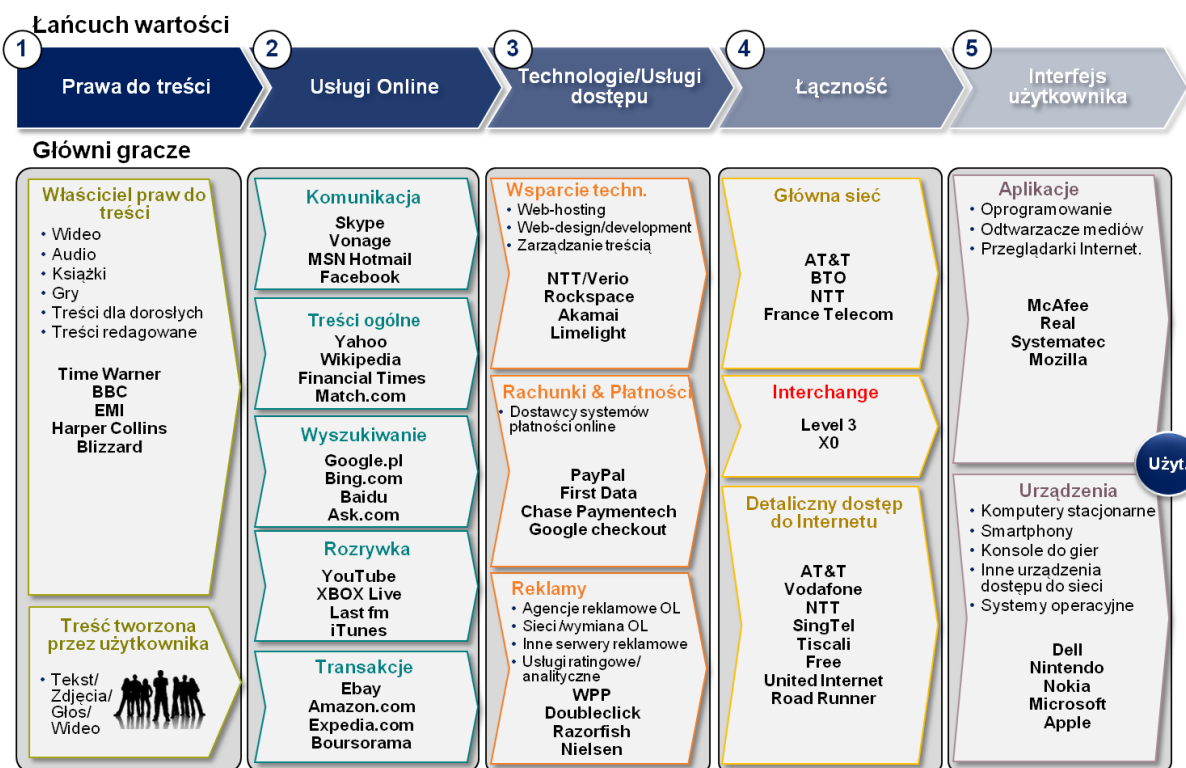 Łańcuch wartości
1
Prawa do treści
2
Usługi Online
3
Technologie/Usługi
dostępu
4
Łączność
5
Interfejs
użytkownika
Główni gracze
Właściciel praw do
treści
• Wideo
• Audio
• Książki
• Gry
• Treści dla dorosłych
• Treści redagowane
Time Warner
BBC
EMI
Harper Collins
Blizzard
Treść tworzona
przez użytkownika
• Tekst/
Zdjęcia/
Głos/
Wideo
Komunikacja
Skype
Vonage
MSN Hotmail
Facebook
Treści ogólne
Yahoo
Wikipedia
Financial Times
Match.com
Wyszukiwanie
Google.pl
Bing.com
Baidu
Ask.com
Rozrywka
YouTube
XBOX Live
Last fm
iTunes
Transakcje
Ebay
Amazon.com
Expedia.com
Boursorama
Wsparcie techn.
• Web-hosting
• Web-design/development
• Zarządzanie treścią
NTT/Verio
Rockspace
Akamai
Limelight
Rachunki & Płatności
• Dostawcy systemów
płatności online
PayPal
First Data
Chase Paymentech
Google checkout
Reklamy
• Agencje reklamowe OL
• Sieci /wymiana OL
• Inne serwery reklamowe
• Usługi ratingowe/
analityczne
WPP
Doubleclick
Razorfish
Nielsen
Główna sieć
AT&T
BTO
NTT
France Telecom
Interchange
Level 3
X0
Detaliczny dostęp
do Internetu
AT&T
Vodafone
NTT
SingTel
Tiscali
Free
United Internet
Road Runner
Aplikacje
• Oprogramowanie
• Odtwarzacze mediów
• Przeglądarki Internet.
McAfee
Real
Systematec
Mozilla
Użyt.
Urządzenia
• Komputery stacjonarne
• Smartphony
• Konsole do gier
• Inne urządzenia
dostępu do sieci
• Systemy operacyjne
Dell
Nintendo
Nokia
Microsoft
Apple